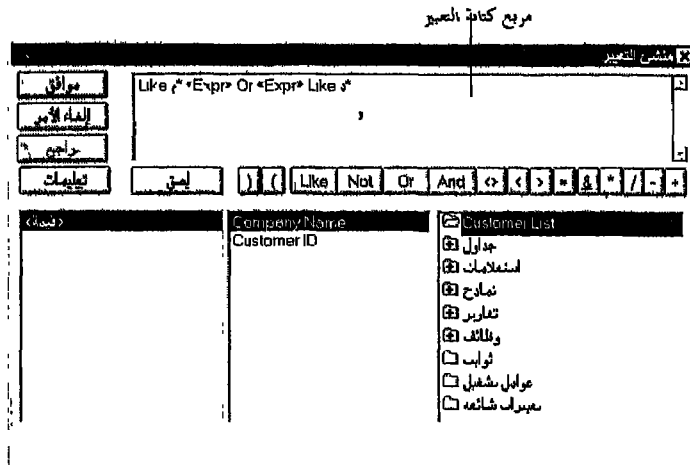 مربع كتابة التعبير
منشئ التعبير
موافق
Like م* «Expr» Or «Expr» Like د*
إلغاء الأمر
تراجع
تعليمات
لصق
) ( Like Not Or And <> < > = & * / - +
<قيمة>
Company Name
Customer ID
Customer List
جداول
استعلامات
نماذج
تقارير
وظائف
ثوابت
عوامل تشغيل
تعبيرات شائعة